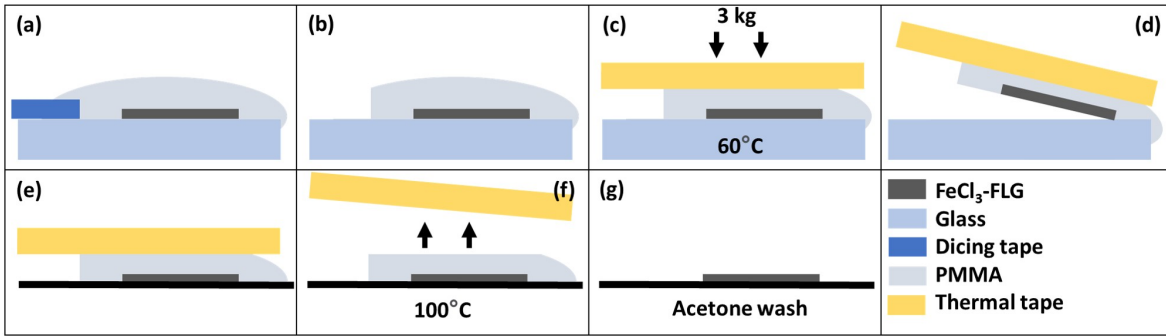 (a)
(b)
(c)
3 kg
60°C
(d)
(e)
(f)
100°C
(g)
Acetone wash
FeCl₃-FLG
Glass
Dicing tape
PMMA
Thermal tape